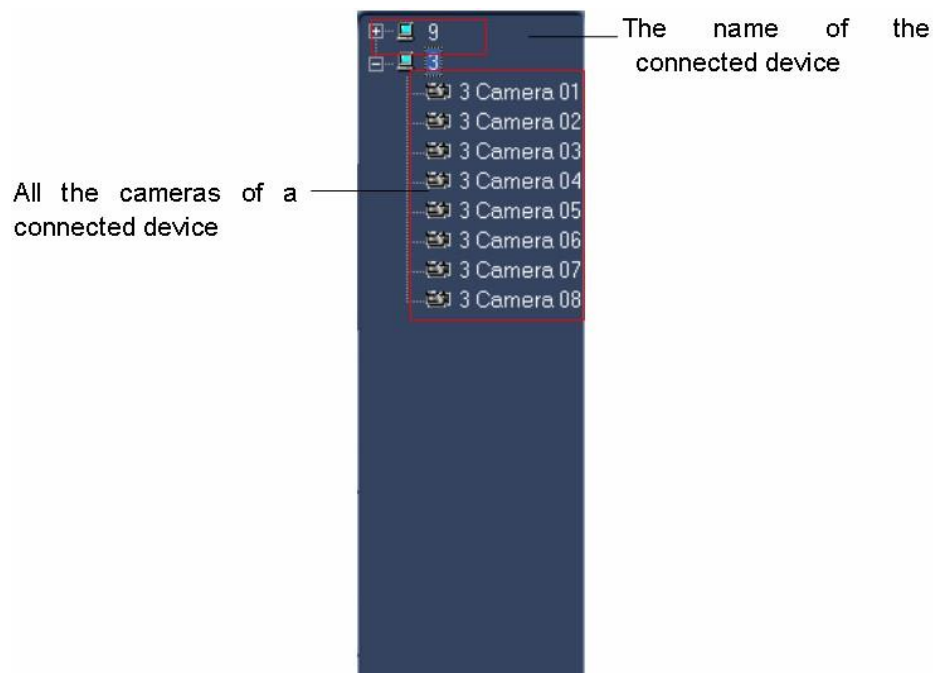 9
The name of the
connected device
3
3 Camera 01
3 Camera 02
3 Camera 03
3 Camera 04
3 Camera 05
3 Camera 06
3 Camera 07
3 Camera 08
All the cameras of a
connected device